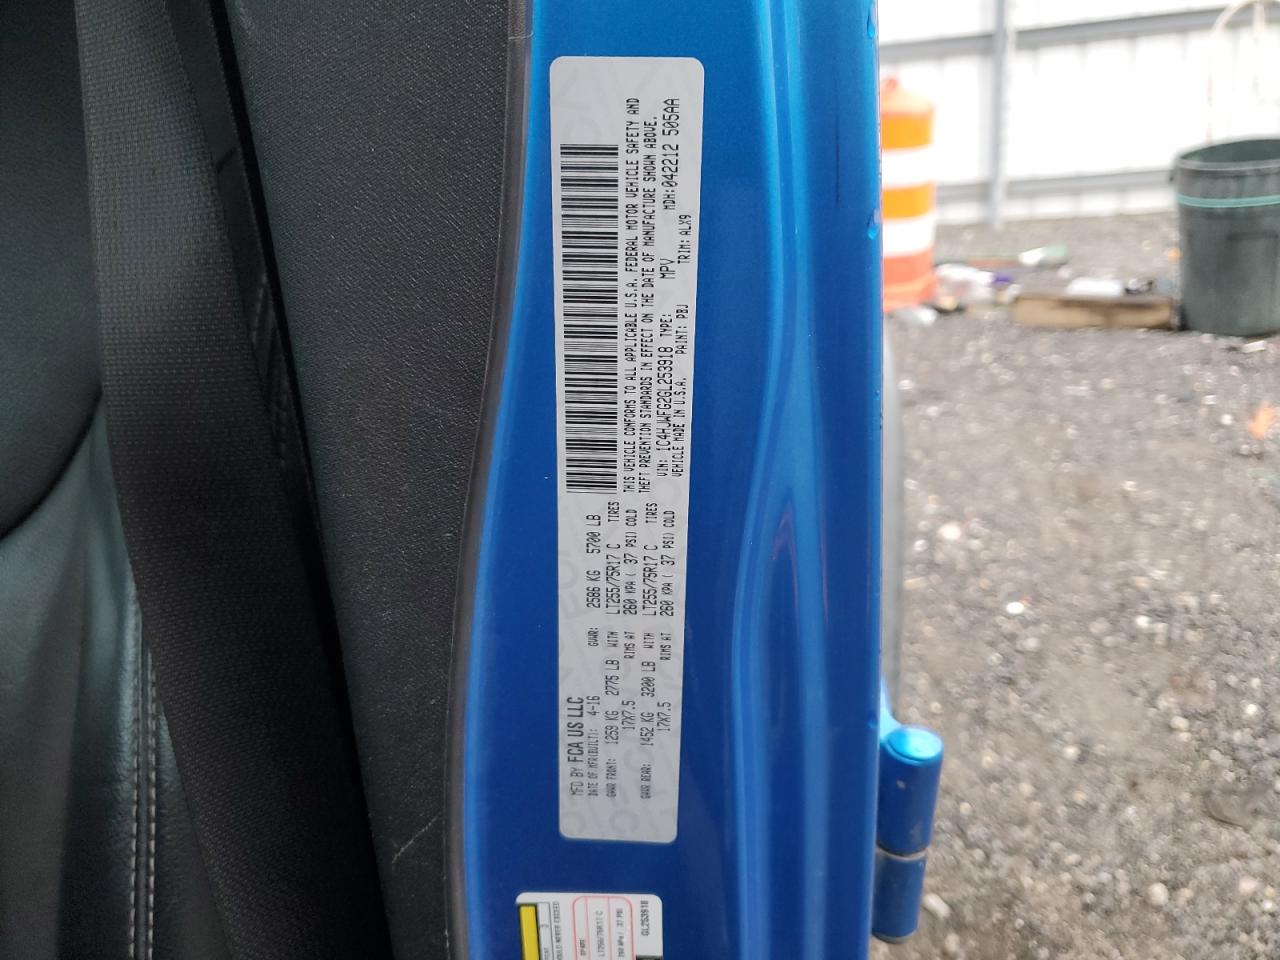 MFD BY FCA US LLC
DATE OF MFR(BUILT): 4-16 GVWR: 2586 KG 5700 LB
GAWR FRONT: 1259 KG 2775 LB WITH LT255/75R17 C TIRES
17X7.5 RIMS AT 260 KPA ( 37 PSI) COLD
GAWR REAR: 1452 KG 3200 LB WITH LT255/75R17 C TIRES
17X7.5 RIMS AT 260 KPA ( 37 PSI) COLD
THIS VEHICLE CONFORMS TO ALL APPLICABLE U.S.A. FEDERAL MOTOR VEHICLE SAFETY AND
THEFT PREVENTION STANDARDS IN EFFECT ON THE DATE OF MANUFACTURE SHOWN ABOVE.
VIN: 1C4HJWFG2GL253918 TYPE: MPV MDH:042212 505AA
VEHICLE MADE IN U.S.A. PAINT: PBJ TRIM: ALX9
LT255/75R17 C
GL253918